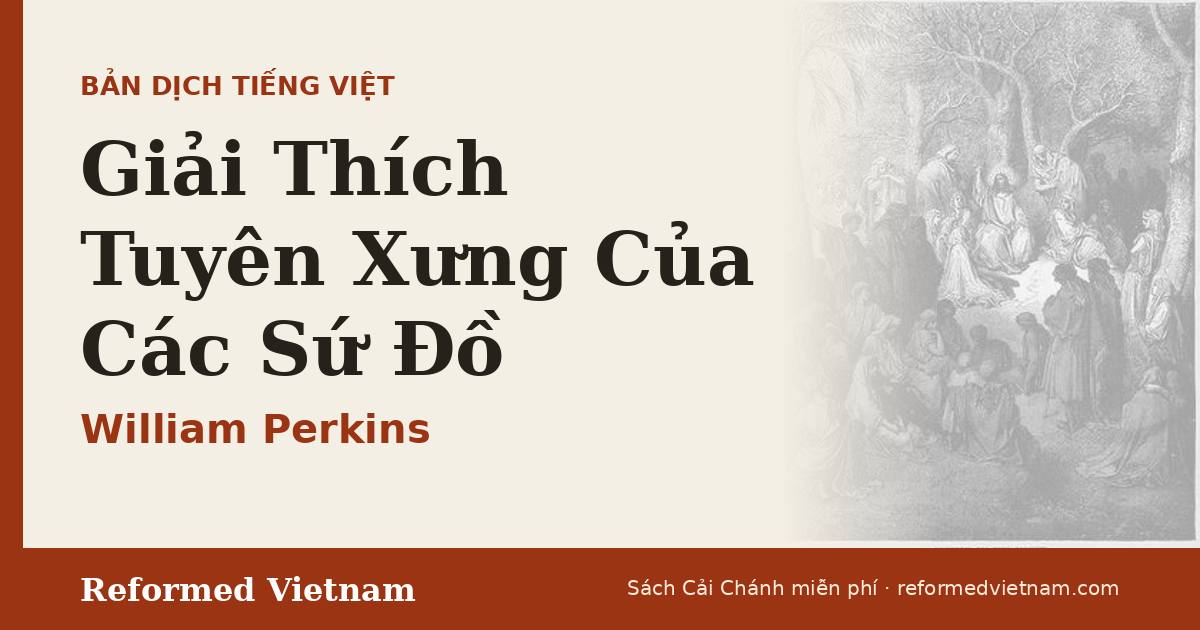 BẢN DỊCH TIẾNG VIỆT
Giải Thích
Tuyên Xưng Của
Các Sứ Đồ
William Perkins
Reformed Vietnam
Sách Cải Chánh miễn phí · reformedvietnam.com